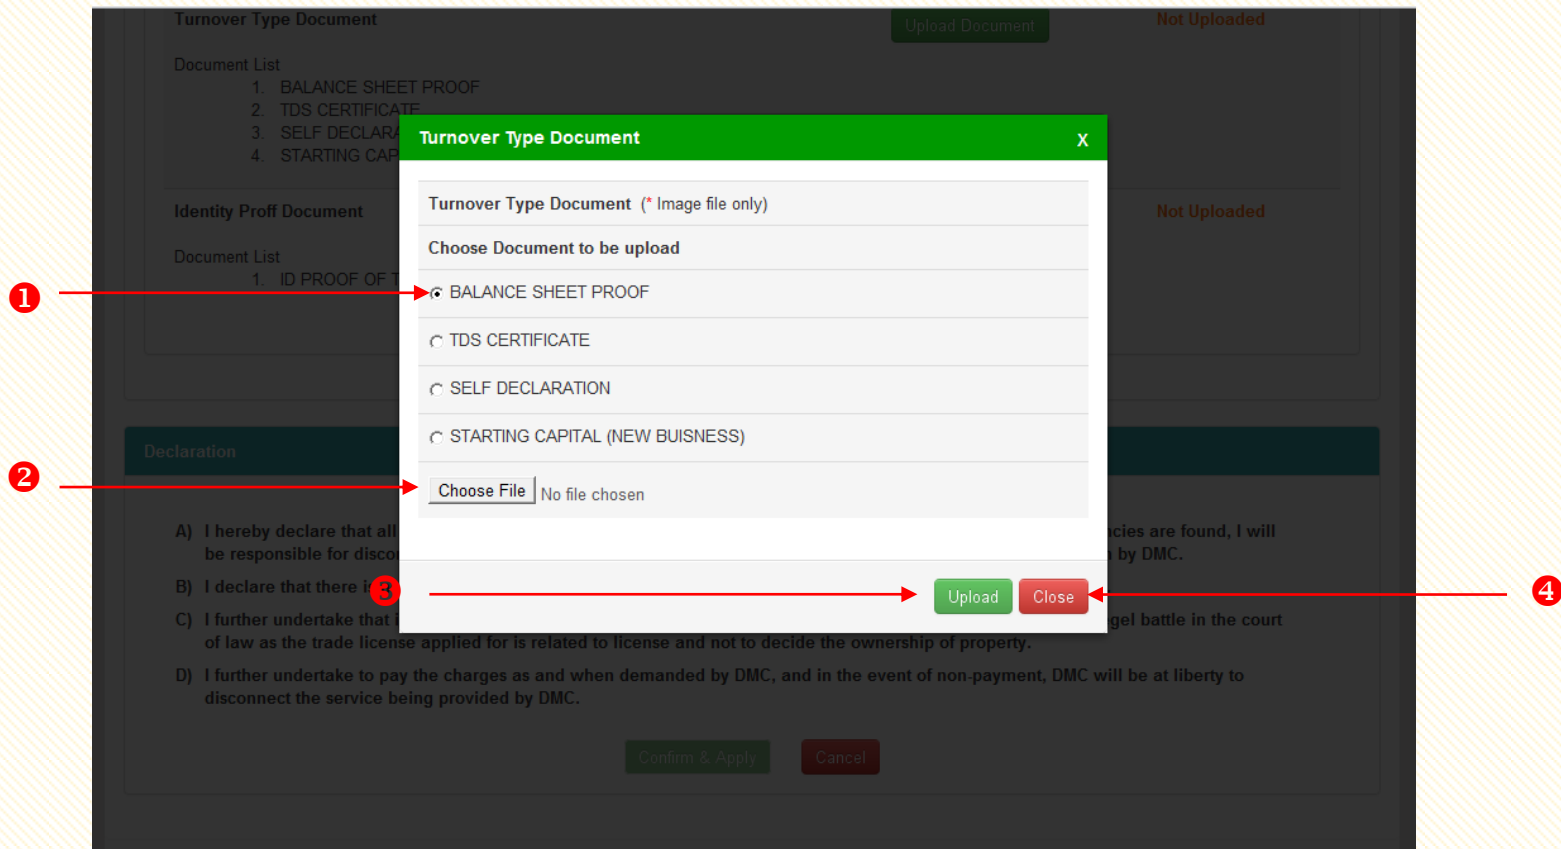 Turnover Type Document Upload Document Not Uploaded
Document List
1. BALANCE SHEET PROOF
2. TDS CERTIFICATE
3. SELF DECLARA
4. STARTING CAP
Turnover Type Document X
Turnover Type Document (* Image file only)
Choose Document to be upload
BALANCE SHEET PROOF
TDS CERTIFICATE
SELF DECLARATION
STARTING CAPITAL (NEW BUISNESS)
Choose File No file chosen
Upload Close
Identity Proff Document Not Uploaded
Document List
1. ID PROOF OF T
1
2
3
4
Declaration
A) I hereby declare that all cies are found, I will
be responsible for disco by DMC.
B) I declare that there i
C) I further undertake that i gel battle in the court
of law as the trade license applied for is related to license and not to decide the ownership of property.
D) I further undertake to pay the charges as and when demanded by DMC, and in the event of non-payment, DMC will be at liberty to
disconnect the service being provided by DMC.
Confirm & Apply Cancel